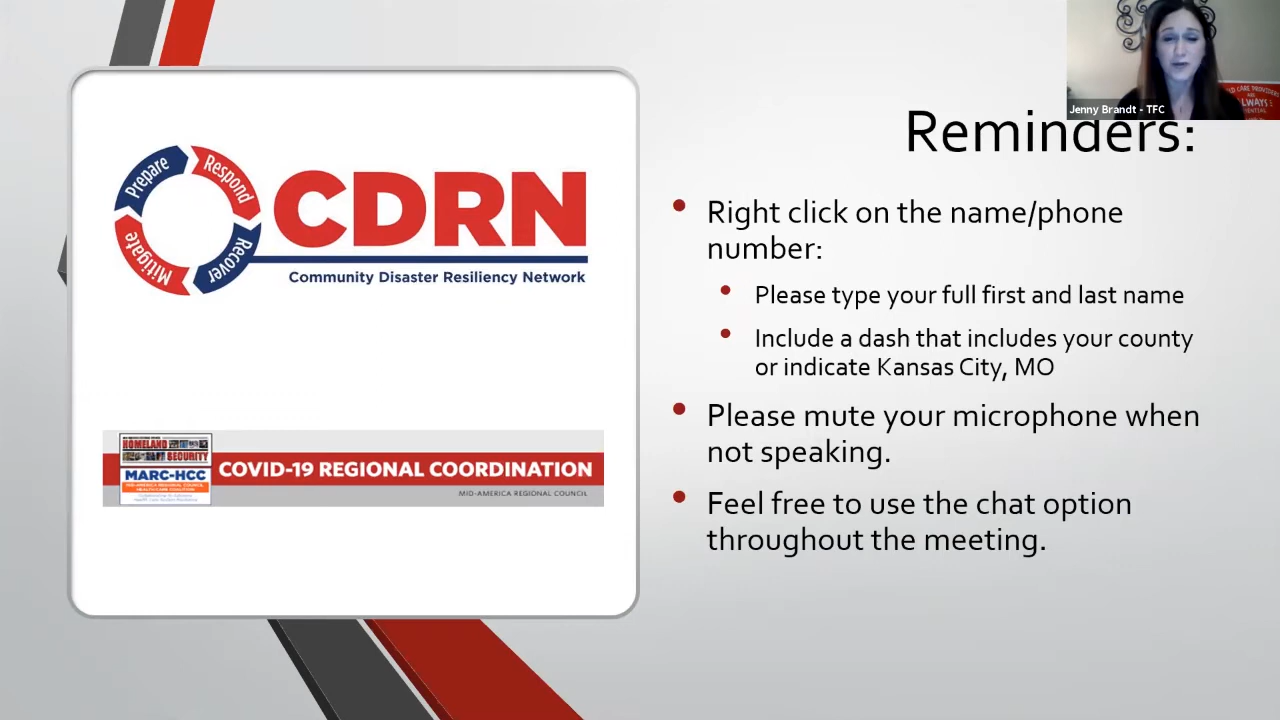 Jenny Brandt - TFC
LWAYS
Reminders:
Prepare
Respond
Recover
Mitigate
CDRN
Community Disaster Resiliency Network
HOMELAND
SECURITY
MARC-HCC
COVID-19 REGIONAL COORDINATION
MID-AMERICA REGIONAL COUNCIL
Right click on the name/phone
number:
Please type your full first and last name
Include a dash that includes your county
or indicate Kansas City, MO
Please mute your microphone when
not speaking.
Feel free to use the chat option
throughout the meeting.